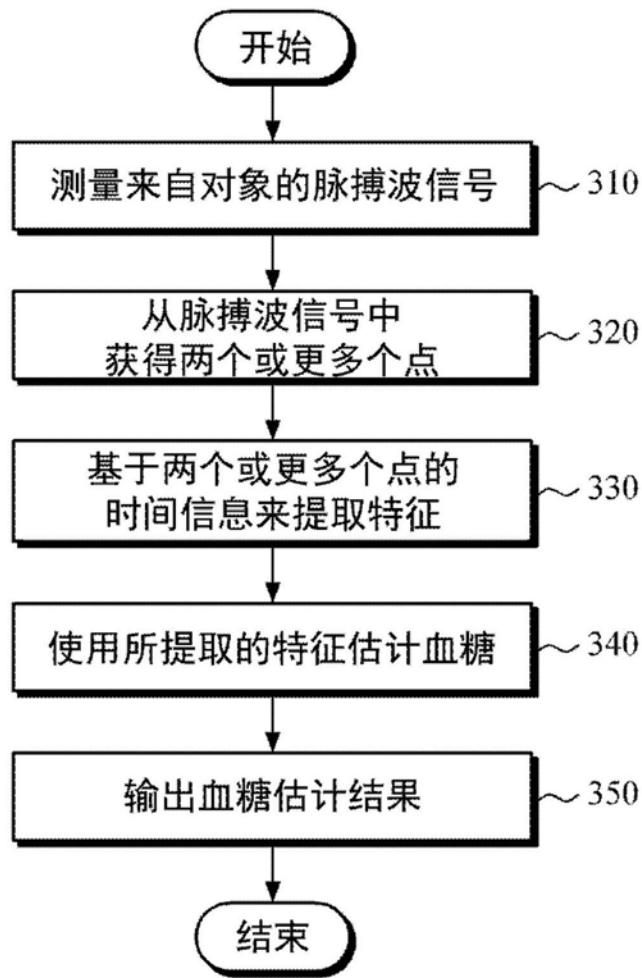 开始
测量来自对象的脉搏波信号
310
从脉搏波信号中
获得两个或更多个点
320
基于两个或更多个点的
时间信息来提取特征
330
使用所提取的特征估计血糖
340
输出血糖估计结果
350
结束